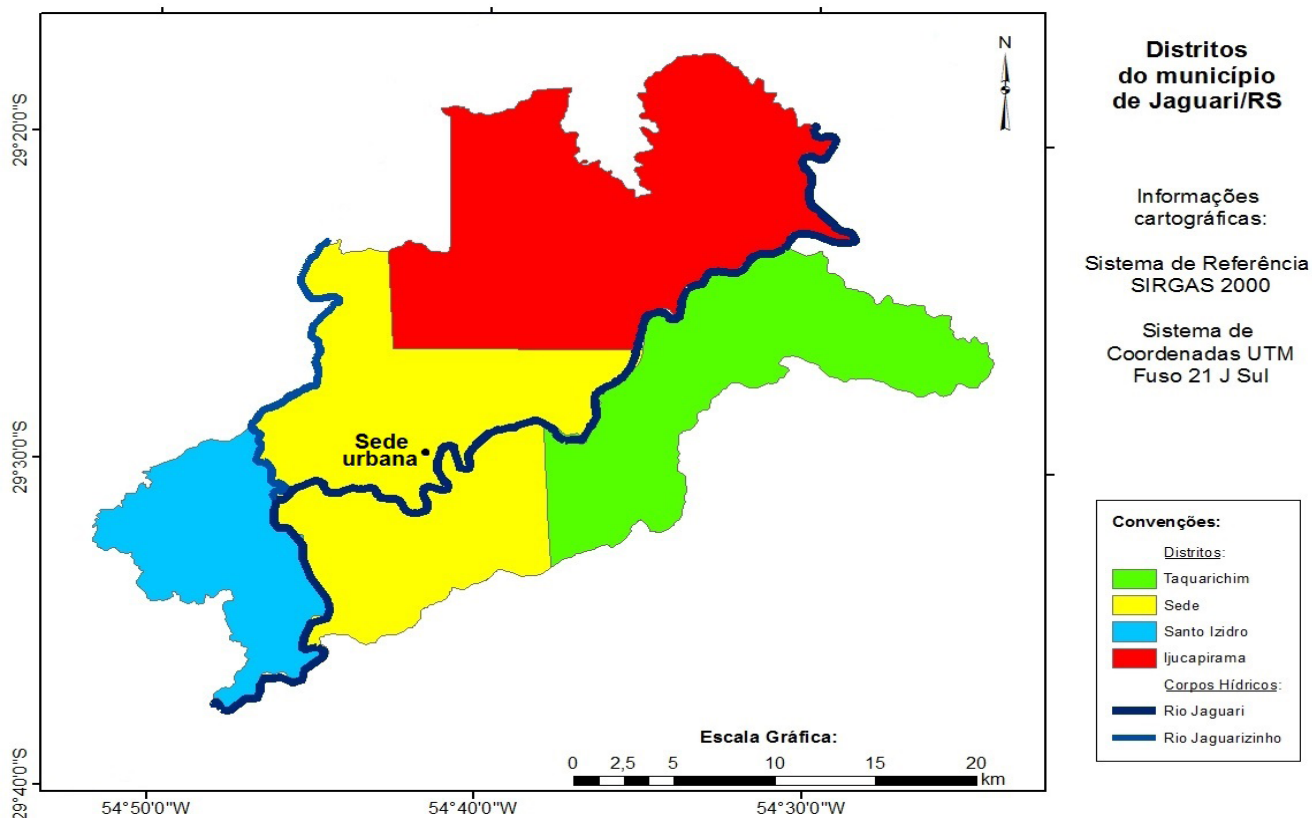 Distritos
do município
de Jaguari/RS
Informações
cartográficas:
Sistema de Referência
SIRGAS 2000
Sistema de
Coordenadas UTM
Fuso 21 J Sul
N
29°20'0"S
29°30'0"S
29°40'0"S
54°50'0"W
54°40'0"W
54°30'0"W
Sede
urbana
Escala Gráfica:
0 2,5 5 10 15 20
km
Convenções:
Distritos:
Taquarichim
Sede
Santo Izidro
Ijucapirama
Corpos Hídricos:
Rio Jaguari
Rio Jaguarizinho